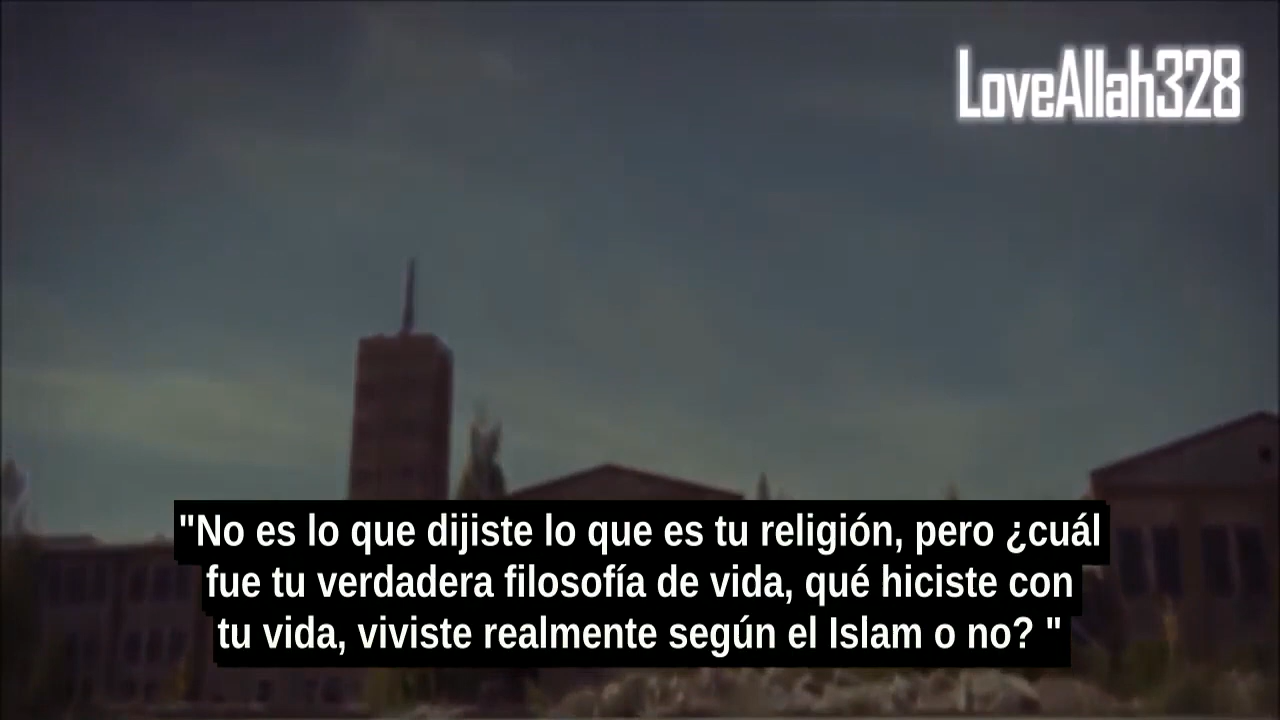 LoveAllah328
"No es lo que dijiste lo que es tu religión, pero ¿cuál
fue tu verdadera filosofía de vida, qué hiciste con
tu vida, viviste realmente según el Islam o no? "